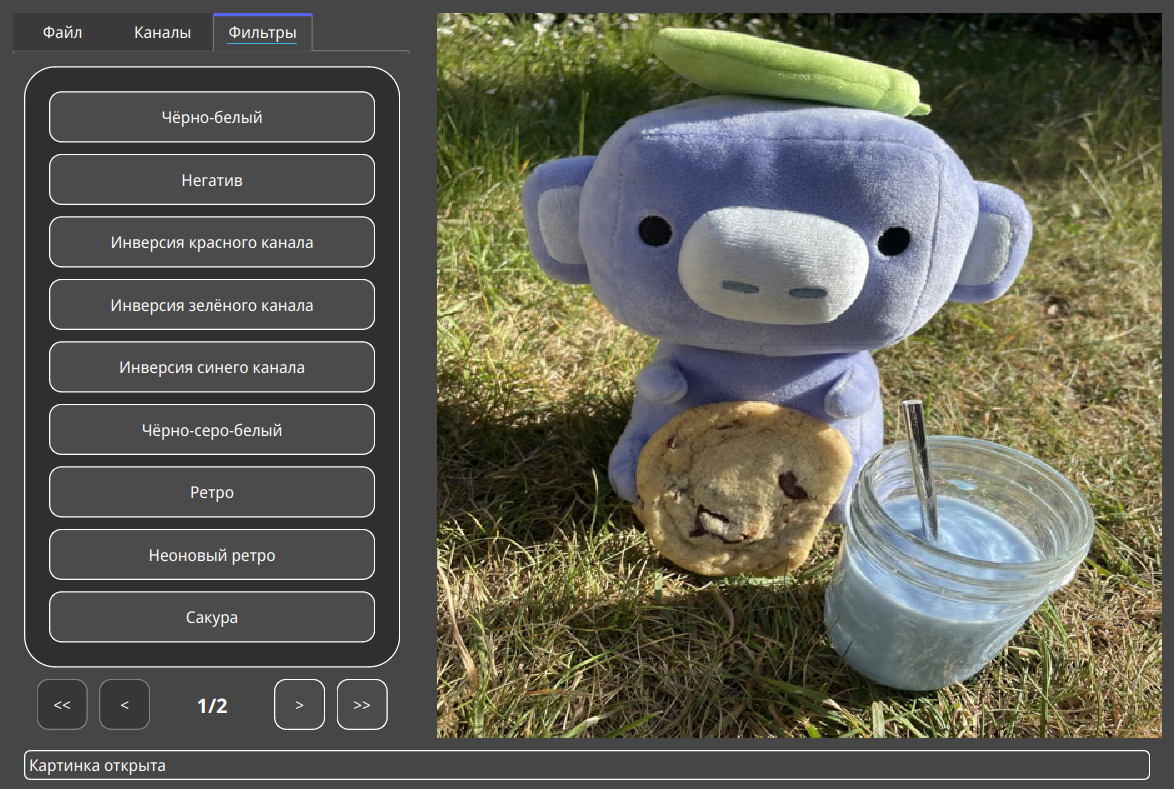 Файл
Каналы
Фильтры
Чёрно-белый
Негатив
Инверсия красного канала
Инверсия зелёного канала
Инверсия синего канала
Чёрно-серо-белый
Ретро
Неоновый ретро
Сакура
<<
<
1/2
>
>>
Картинка открыта